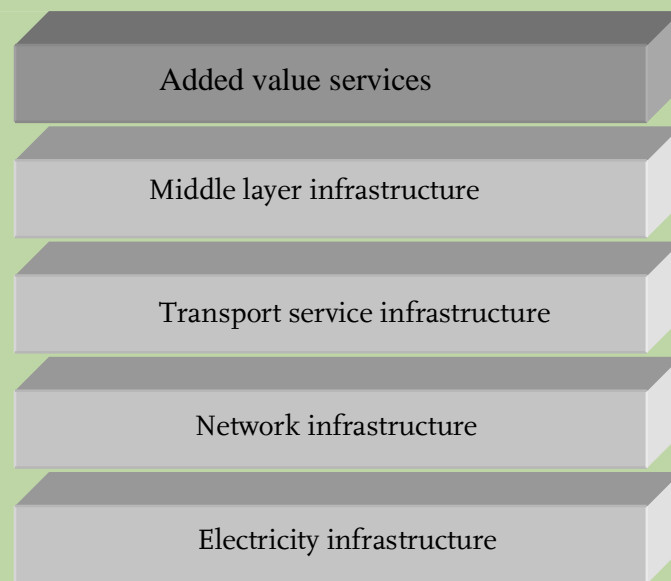 Added value services
Middle layer infrastructure
Transport service infrastructure
Network infrastructure
Electricity infrastructure